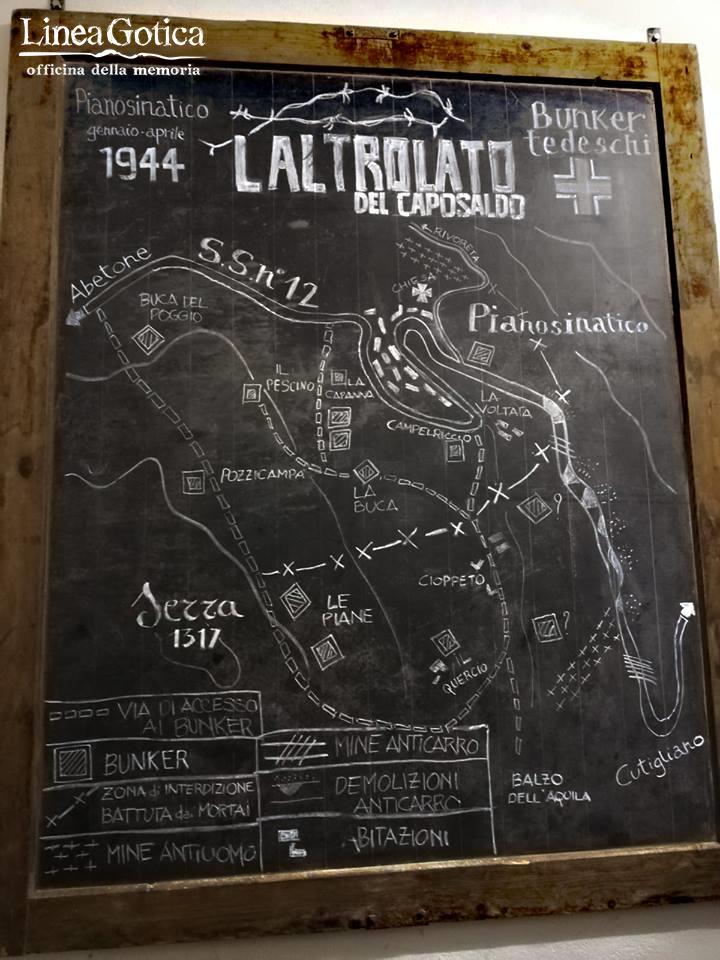 Linea Gotica
officina della memoria
Pianosinatico
gennaio-aprile
1944
L'ALTROLATO
DEL CAPOSALDO
Bunker
tedeschi
Abetone
S.S.n°12
RIVORETA
CHIESA
BUCA DEL
POGGIO
Pianosinatico
IL
PESCINO
LA
CAPANNA
LA
VOLTATA
CAMPELRICCIO
POZZICAMPA
LA
BUCA
?
CIOPPETO
Serra
1317
LE
PIANE
?
IL
QUERCIO
VIA DI ACCESSO
AI BUNKER
BUNKER
ZONA di INTERDIZIONE
BATTUTA dai MORTAI
MINE ANTIUOMO
MINE ANTICARRO
DEMOLIZIONI
ANTICARRO
ABITAZIONI
BALZO
DELL'AQUILA
Cutigliano